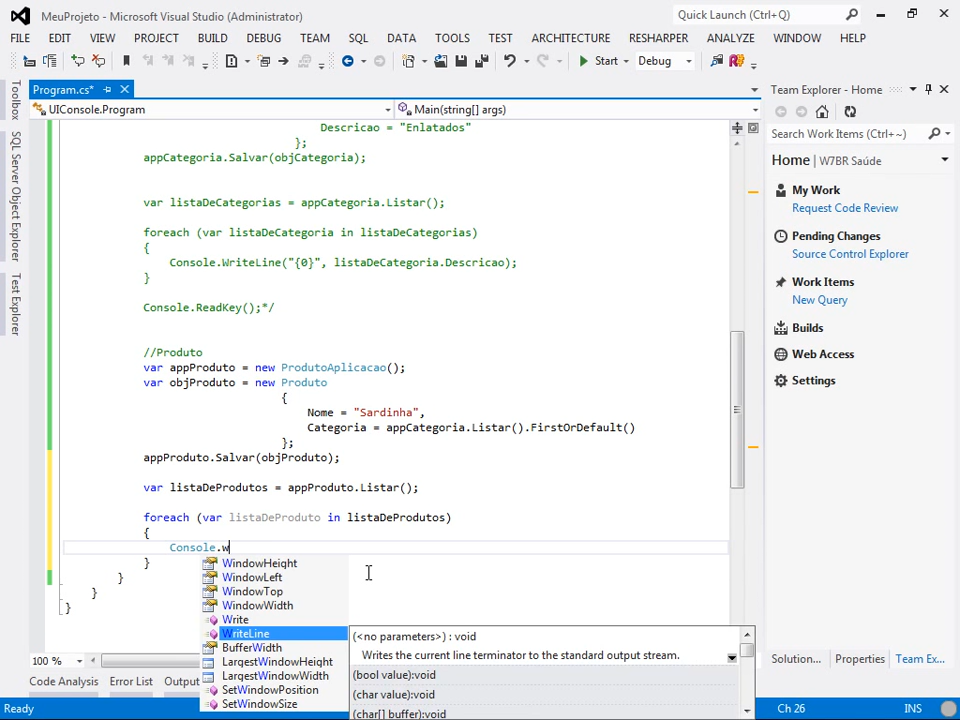 MeuProjeto - Microsoft Visual Studio (Administrator)
Quick Launch (Ctrl+Q)
FILE EDIT VIEW PROJECT BUILD DEBUG TEAM SQL DATA TOOLS TEST ARCHITECTURE RESHARPER ANALYZE WINDOW HELP
Start Debug
Program.cs*
UIConsole.Program
Main(string[] args)
Toolbox
SQL Server Object Explorer
Test Explorer
Descricao = "Enlatados"
};
appCategoria.Salvar(objCategoria);
var listaDeCategorias = appCategoria.Listar();
foreach (var listaDeCategoria in listaDeCategorias)
{
Console.WriteLine("{0}", listaDeCategoria.Descricao);
}
Console.ReadKey();*/
//Produto
var appProduto = new ProdutoAplicacao();
var objProduto = new Produto
{
Nome = "Sardinha",
Categoria = appCategoria.Listar().FirstOrDefault()
};
appProduto.Salvar(objProduto);
var listaDeProdutos = appProduto.Listar();
foreach (var listaDeProduto in listaDeProdutos)
{
Console.w
}
}
}
}
WindowHeight
WindowLeft
WindowTop
WindowWidth
Write
WriteLine
BufferWidth
LargestWindowHeight
LargestWindowWidth
SetWindowPosition
SetWindowSize
(<no parameters>) : void
Writes the current line terminator to the standard output stream.
(bool value):void
(char value):void
(char[] buffer):void
100 %
Code Analysis Error List Output
Team Explorer - Home
Search Work Items (Ctrl+)
Home | W7BR Saúde
My Work
Request Code Review
Pending Changes
Source Control Explorer
Work Items
New Query
Builds
Web Access
Settings
Solution... Properties Team Ex...
Ready
Ch 26
INS